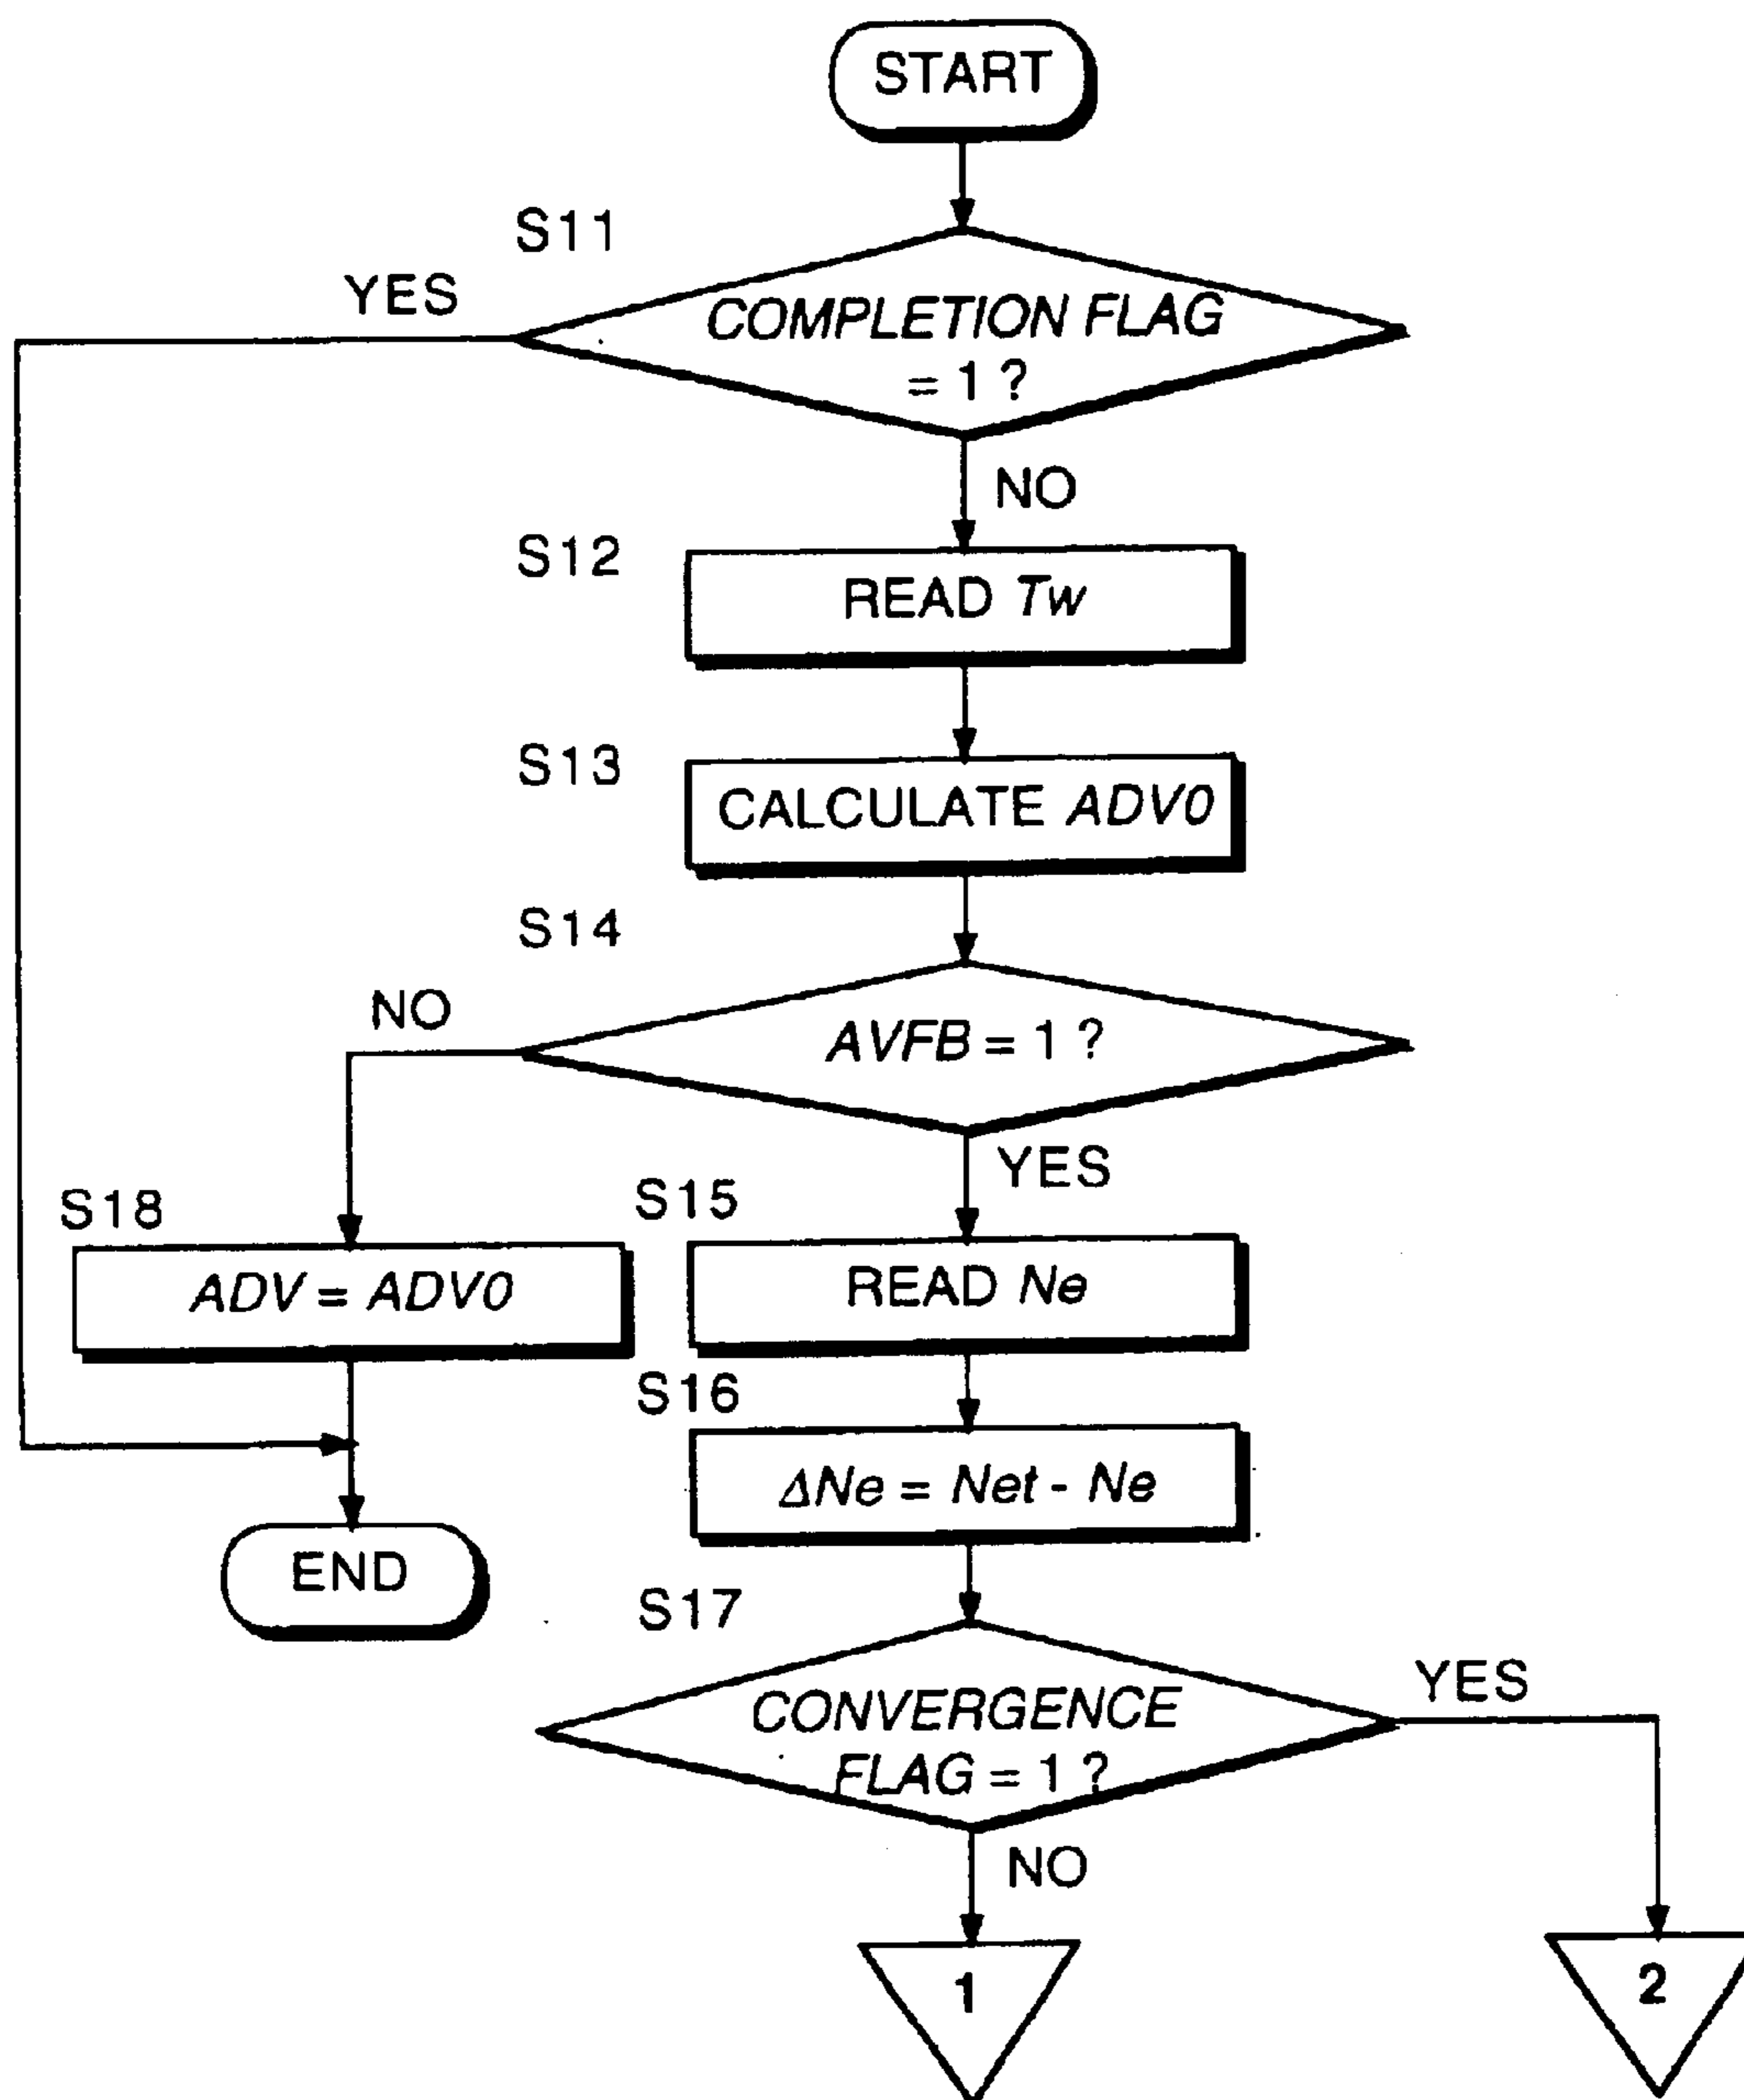 START
S11
YES
COMPLETION FLAG
= 1 ?
NO
S12
READ Tw
S13
CALCULATE ADV0
S14
NO
AVFB = 1 ?
YES
S18
S15
ADV = ADV0
READ Ne
S16
ΔNe = Net - Ne
END
S17
YES
CONVERGENCE
FLAG = 1 ?
NO
1
2